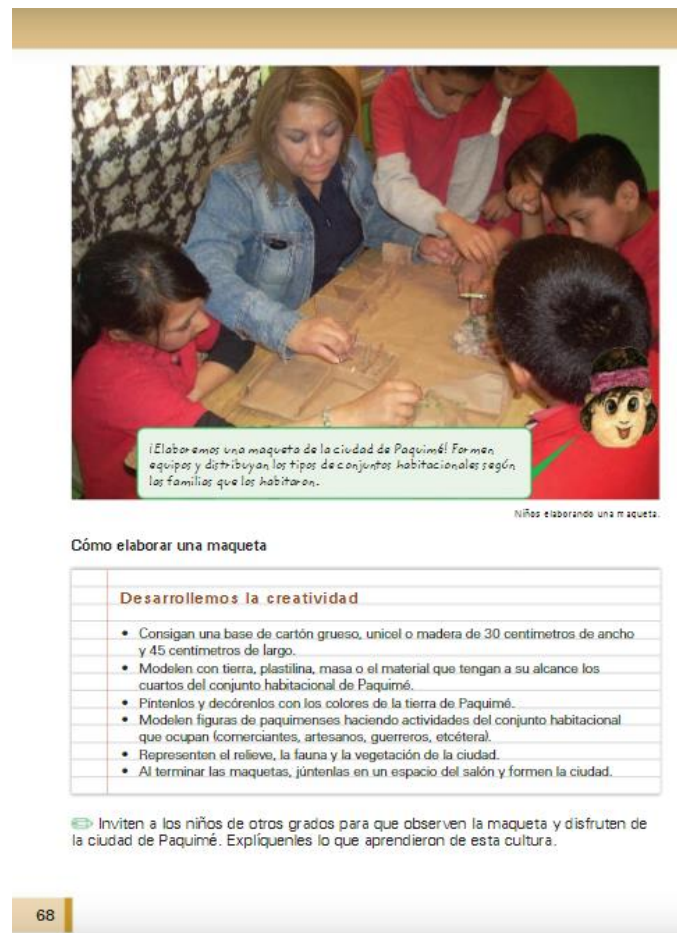 ¡Elaboremos una maqueta de la ciudad de Paquimé! Formen
equipos y distribuyan los tipos de conjuntos habitacionales según
las familias que los habitaron.
Niños elaborando una maqueta.
Cómo elaborar una maqueta
Desarrollemos la creatividad
• Consigan una base de cartón grueso, unicel o madera de 30 centímetros de ancho
y 45 centímetros de largo.
• Modelen con tierra, plastilina, masa o el material que tengan a su alcance los
cuartos del conjunto habitacional de Paquimé.
• Píntenlos y decórenlos con los colores de la tierra de Paquimé.
• Modelen figuras de paquimenses haciendo actividades del conjunto habitacional
que ocupan (comerciantes, artesanos, guerreros, etcétera).
• Representen el relieve, la fauna y la vegetación de la ciudad.
• Al terminar las maquetas, júntenlas en un espacio del salón y formen la ciudad.
Inviten a los niños de otros grados para que observen la maqueta y disfruten de
la ciudad de Paquimé. Explíquenles lo que aprendieron de esta cultura.
68